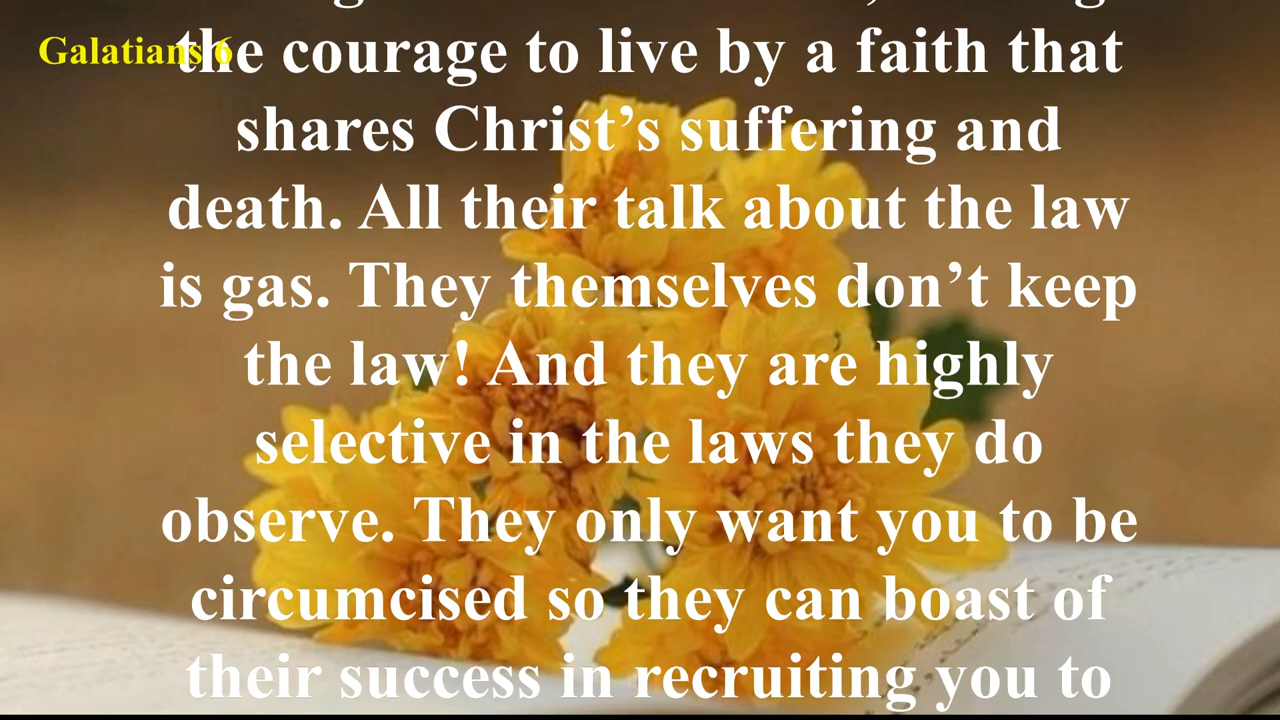 Galatians 6
the courage to live by a faith that
shares Christ’s suffering and
death. All their talk about the law
is gas. They themselves don’t keep
the law! And they are highly
selective in the laws they do
observe. They only want you to be
circumcised so they can boast of
their success in recruiting you to